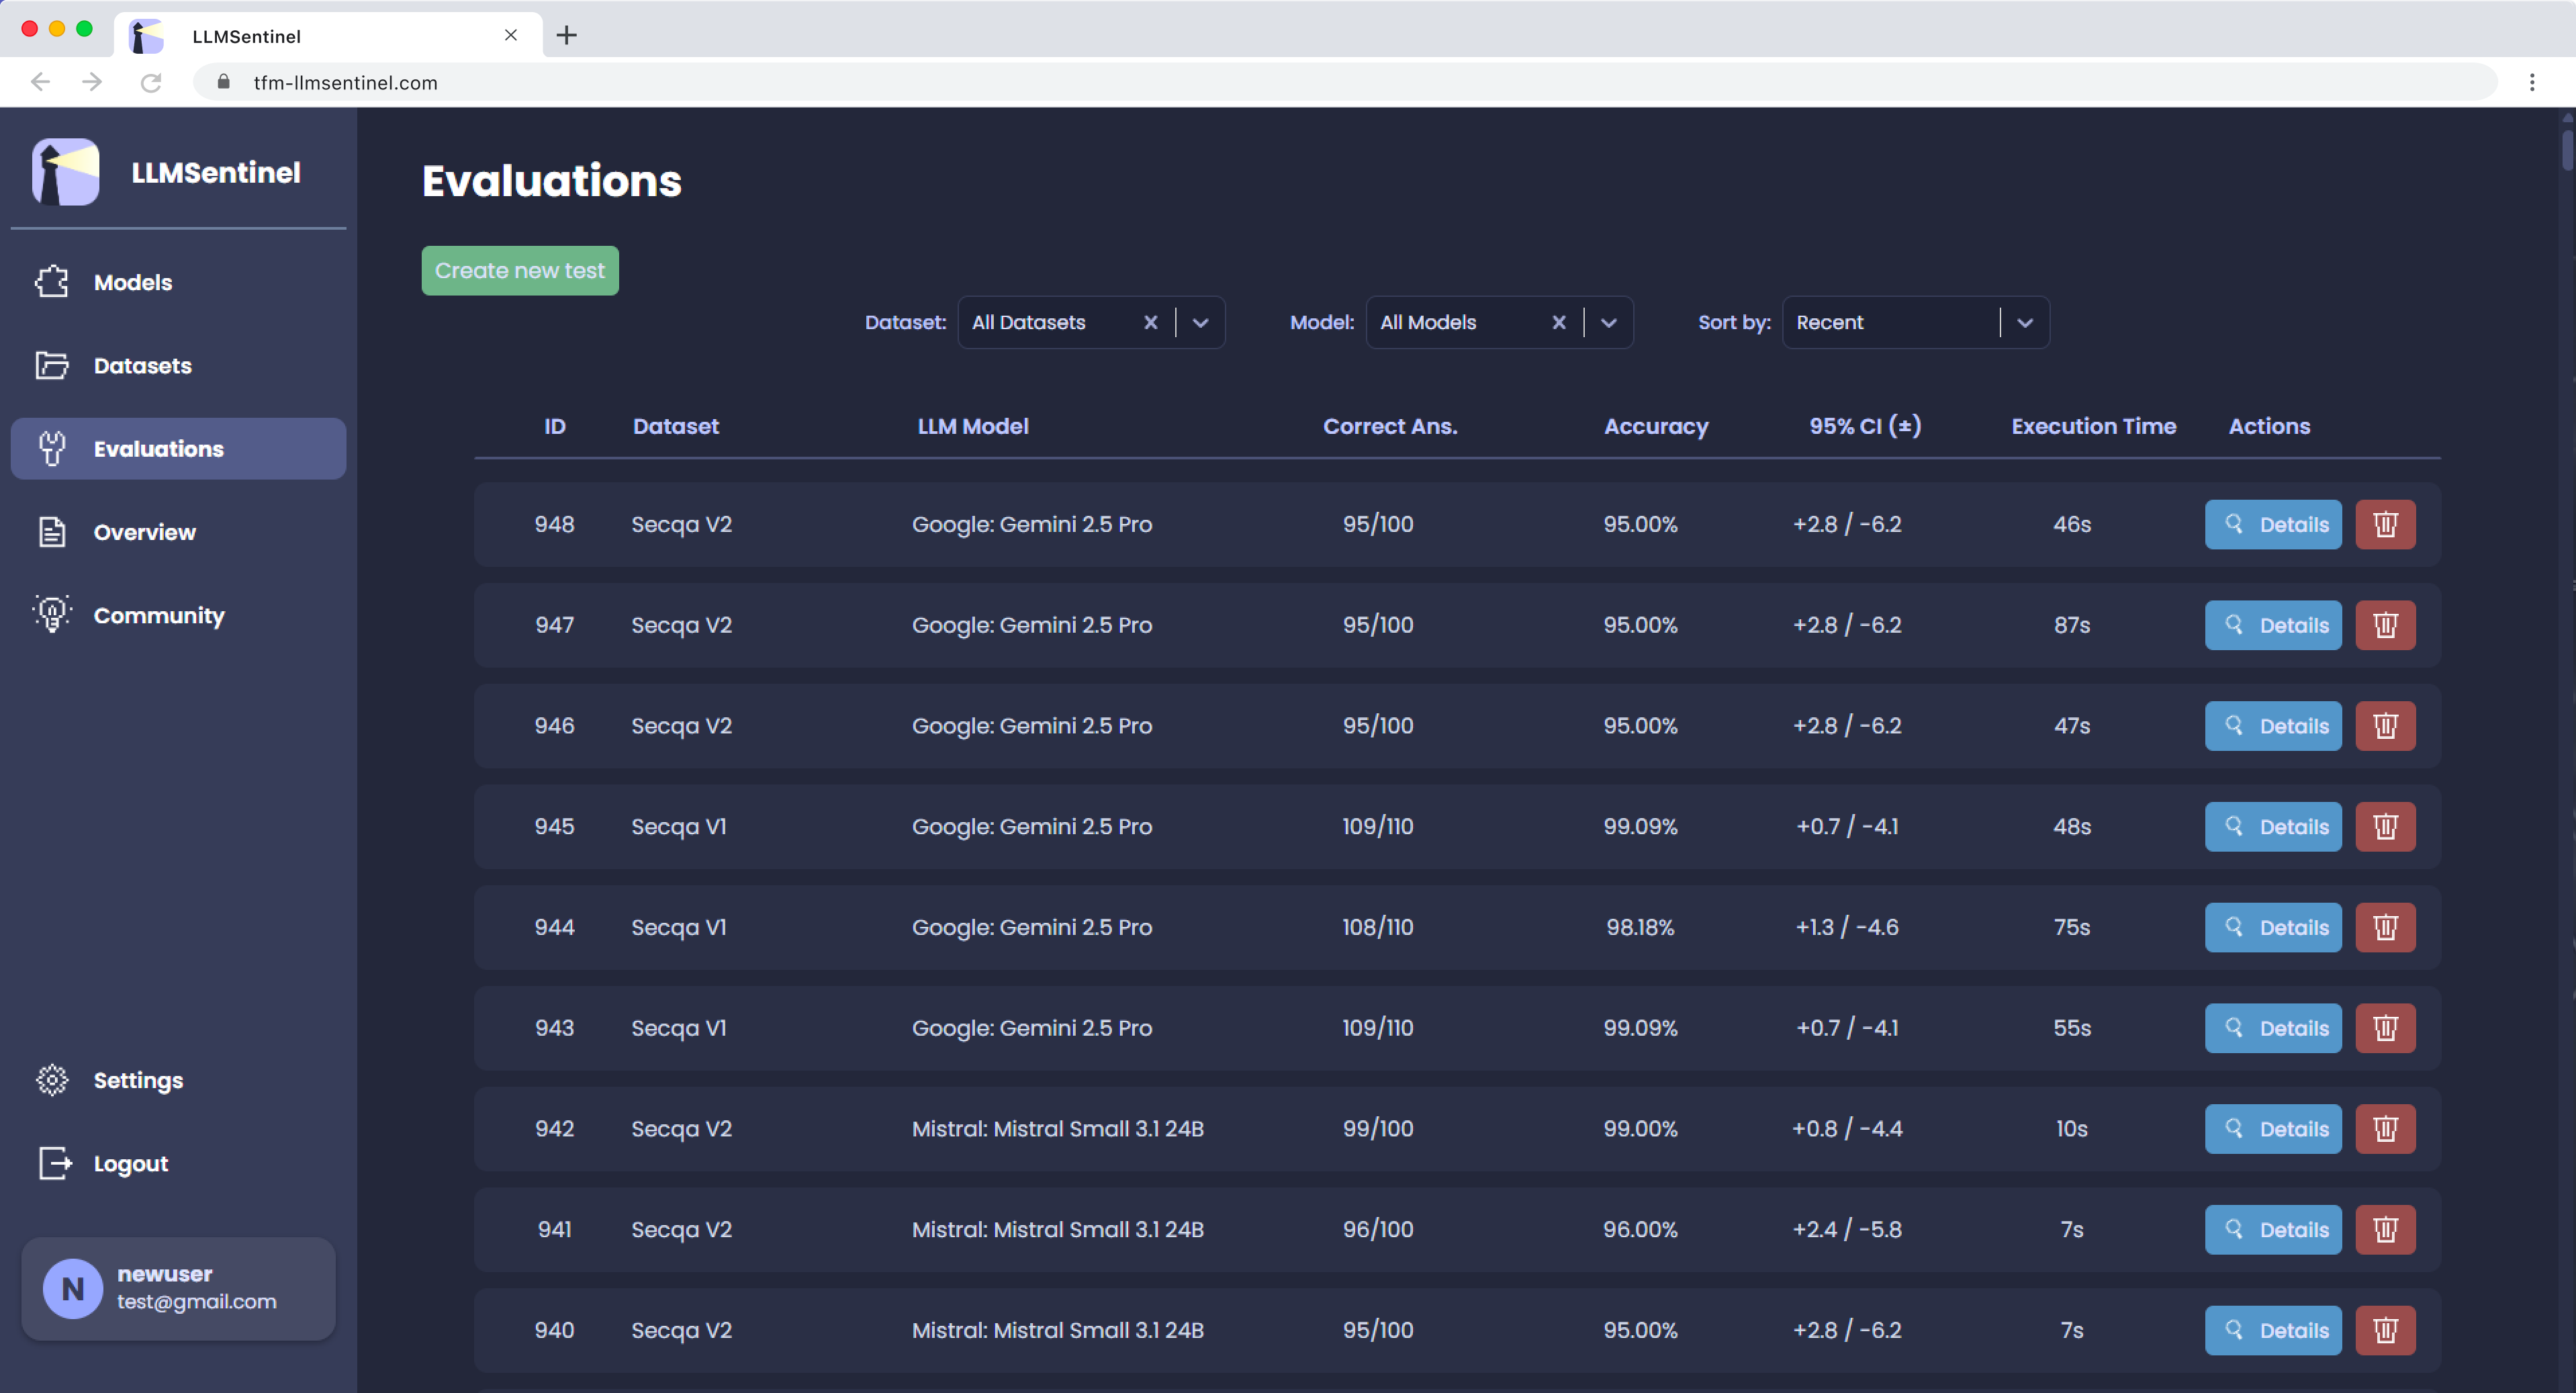 LLMSentinel
tfm-llmsentinel.com
LLMSentinel
Models
Datasets
Evaluations
Overview
Community
Settings
Logout
N
newuser
test@gmail.com
Evaluations
Create new test
Dataset: All Datasets Model: All Models Sort by: Recent
ID Dataset LLM Model Correct Ans. Accuracy 95% CI (±) Execution Time Actions
948 Secqa V2 Google: Gemini 2.5 Pro 95/100 95.00% +2.8 / -6.2 46s Details
947 Secqa V2 Google: Gemini 2.5 Pro 95/100 95.00% +2.8 / -6.2 87s Details
946 Secqa V2 Google: Gemini 2.5 Pro 95/100 95.00% +2.8 / -6.2 47s Details
945 Secqa V1 Google: Gemini 2.5 Pro 109/110 99.09% +0.7 / -4.1 48s Details
944 Secqa V1 Google: Gemini 2.5 Pro 108/110 98.18% +1.3 / -4.6 75s Details
943 Secqa V1 Google: Gemini 2.5 Pro 109/110 99.09% +0.7 / -4.1 55s Details
942 Secqa V2 Mistral: Mistral Small 3.1 24B 99/100 99.00% +0.8 / -4.4 10s Details
941 Secqa V2 Mistral: Mistral Small 3.1 24B 96/100 96.00% +2.4 / -5.8 7s Details
940 Secqa V2 Mistral: Mistral Small 3.1 24B 95/100 95.00% +2.8 / -6.2 7s Details